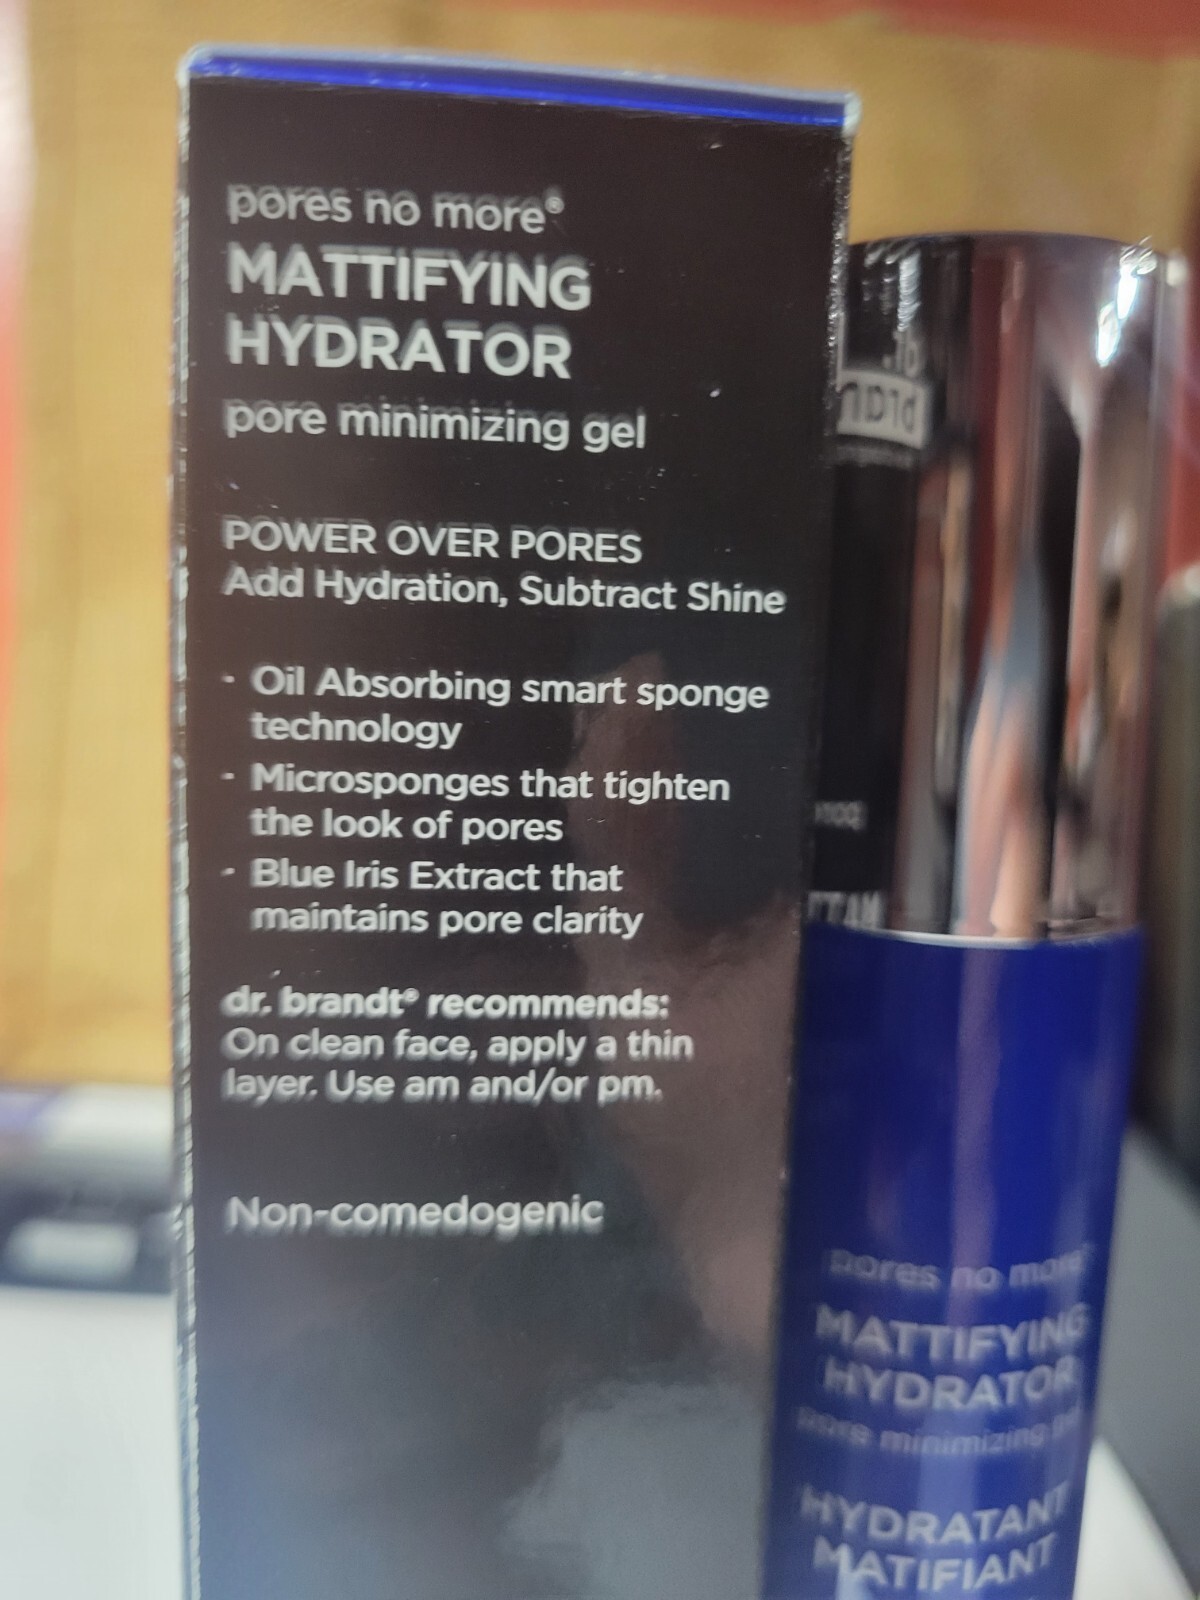 pores no more®
MATTIFYING
HYDRATOR
pore minimizing gel
POWER OVER PORES
Add Hydration, Subtract Shine
- Oil Absorbing smart sponge
technology
- Microsponges that tighten
the look of pores
- Blue Iris Extract that
maintains pore clarity
dr. brandt® recommends:
On clean face, apply a thin
layer. Use am and/or pm.
Non-comedogenic
pores no more
MATTIFYING
HYDRATOR
pore minimizing gel
HYDRATANT
MATIFIANT